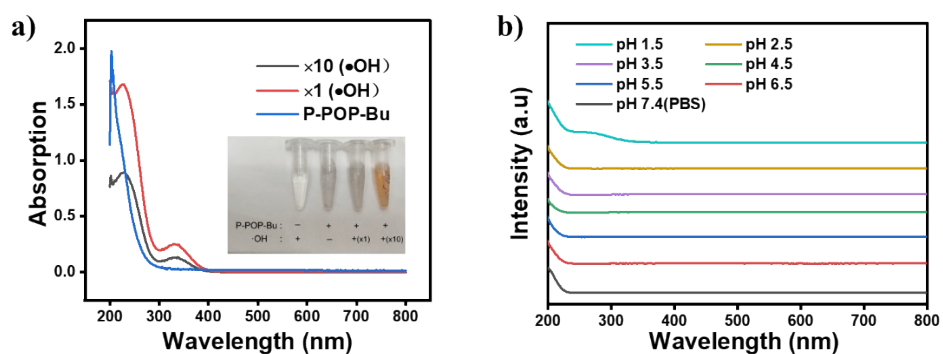 a)
Absorption
2.0
1.5
1.0
0.5
0.0
×10 (•OH）
×1 (•OH）
P-POP-Bu
P-POP-Bu : − + + +
·OH : + − +(x1) +(x10)
100 200 300 400 500 600 700 800
Wavelength (nm)
b)
Intensity (a.u)
pH 1.5 pH 2.5
pH 3.5 pH 4.5
pH 5.5 pH 6.5
pH 7.4(PBS)
200 300 400 500 600 700 800
Wavelength (nm)